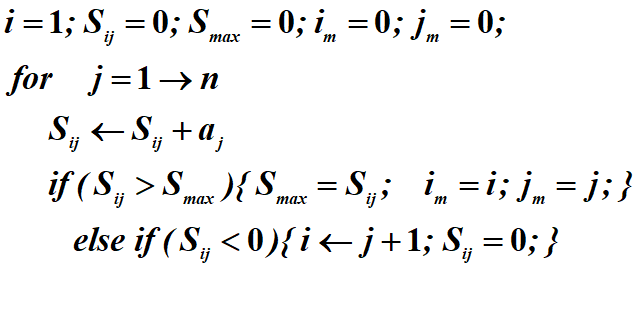 i = 1; S_ij = 0; S_max = 0; i_m = 0; j_m = 0;
for j = 1 → n
S_ij ← S_ij + a_j
if ( S_ij > S_max ){ S_max = S_ij; i_m = i; j_m = j; }
else if ( S_ij < 0 ){ i ← j + 1; S_ij = 0; }